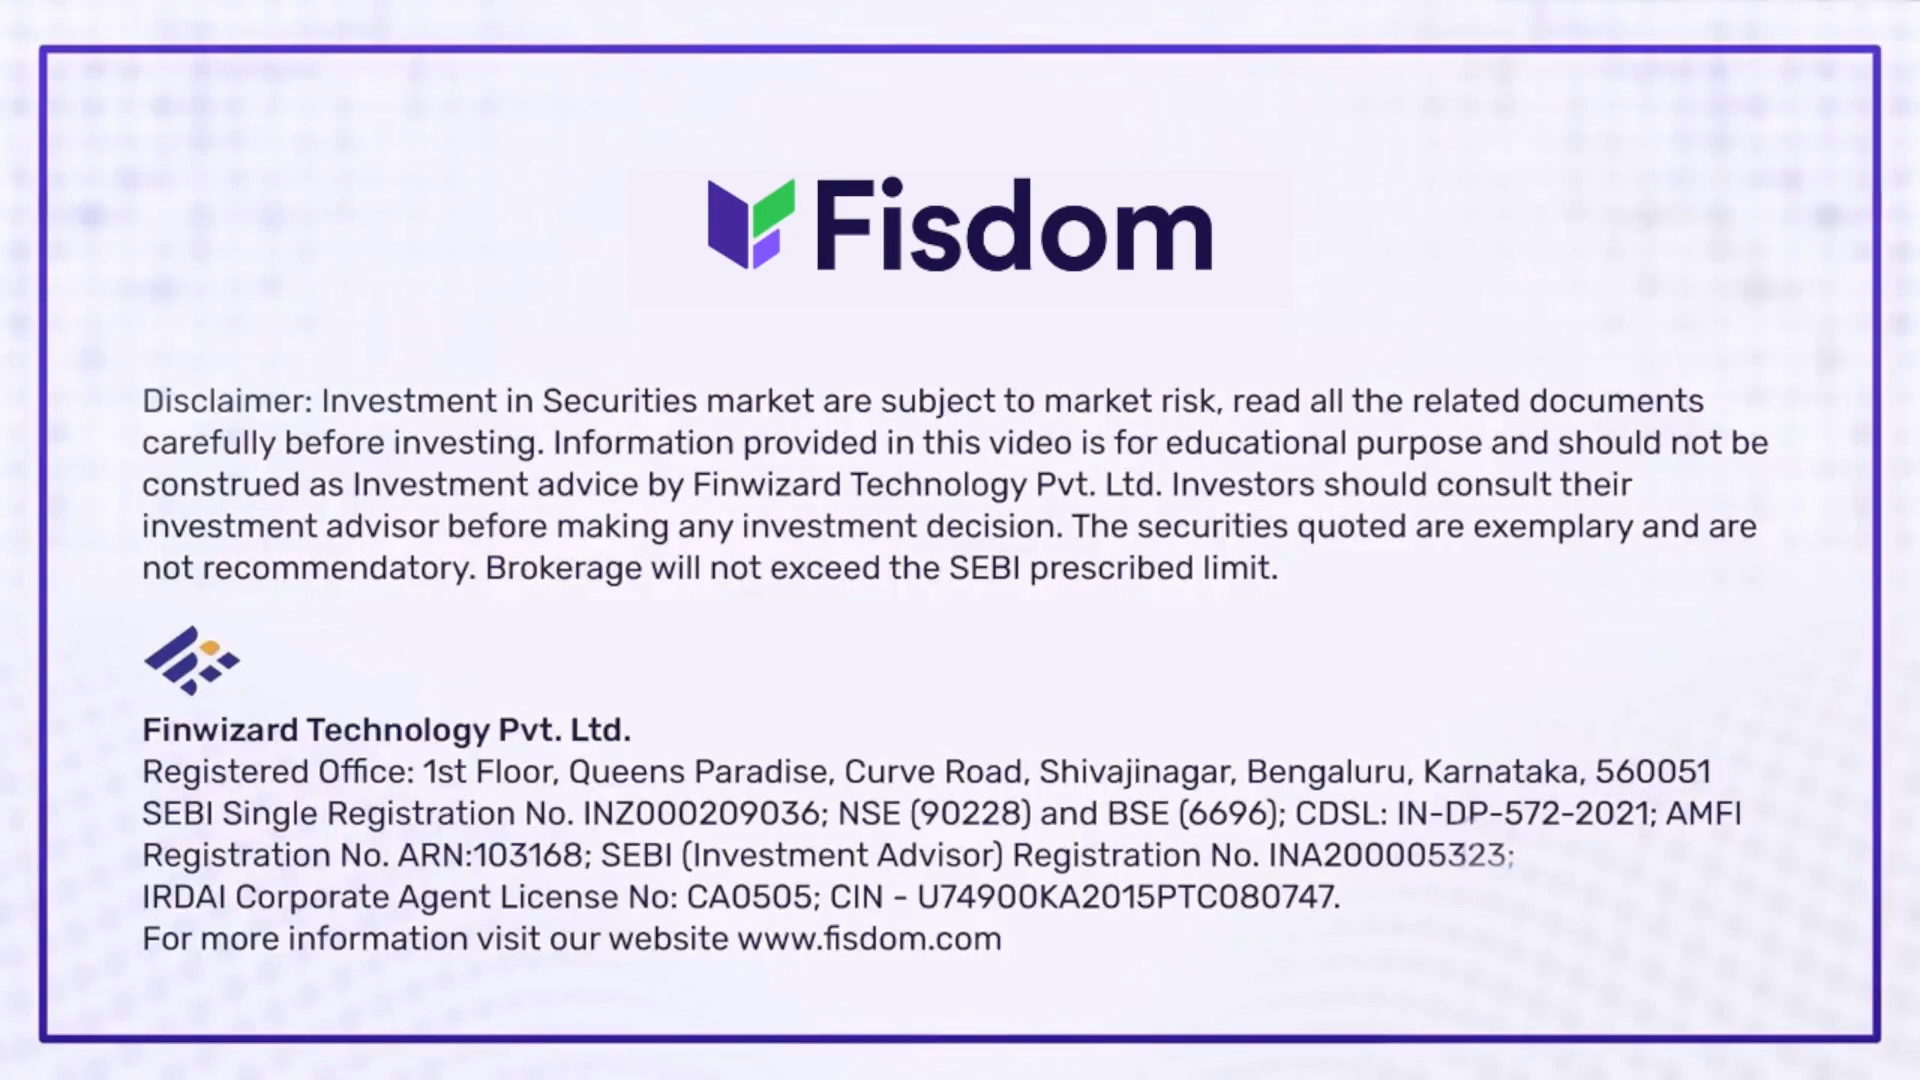 Fisdom
Disclaimer: Investment in Securities market are subject to market risk, read all the related documents
carefully before investing. Information provided in this video is for educational purpose and should not be
construed as Investment advice by Finwizard Technology Pvt. Ltd. Investors should consult their
investment advisor before making any investment decision. The securities quoted are exemplary and are
not recommendatory. Brokerage will not exceed the SEBI prescribed limit.
Finwizard Technology Pvt. Ltd.
Registered Office: 1st Floor, Queens Paradise, Curve Road, Shivajinagar, Bengaluru, Karnataka, 560051
SEBI Single Registration No. INZ000209036; NSE (90228) and BSE (6696); CDSL: IN-DP-572-2021; AMFI
Registration No. ARN:103168; SEBI (Investment Advisor) Registration No. INA200005323;
IRDAI Corporate Agent License No: CA0505; CIN - U74900KA2015PTC080747.
For more information visit our website www.fisdom.com